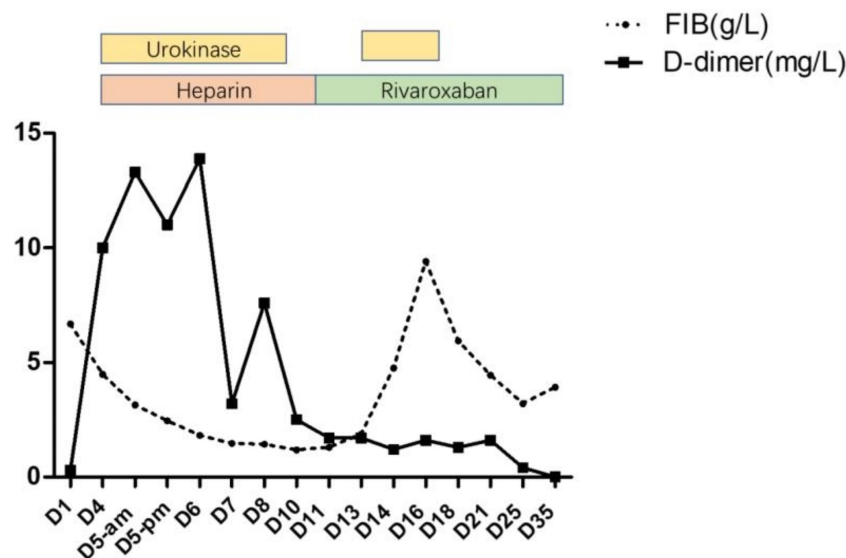 Urokinase
Heparin
Rivaroxaban
FIB(g/L)
D-dimer(mg/L)
15
10
5
0
D1
D4
D5-am
D5-pm
D6
D7
D8
D10
D11
D13
D14
D16
D18
D21
D25
D35